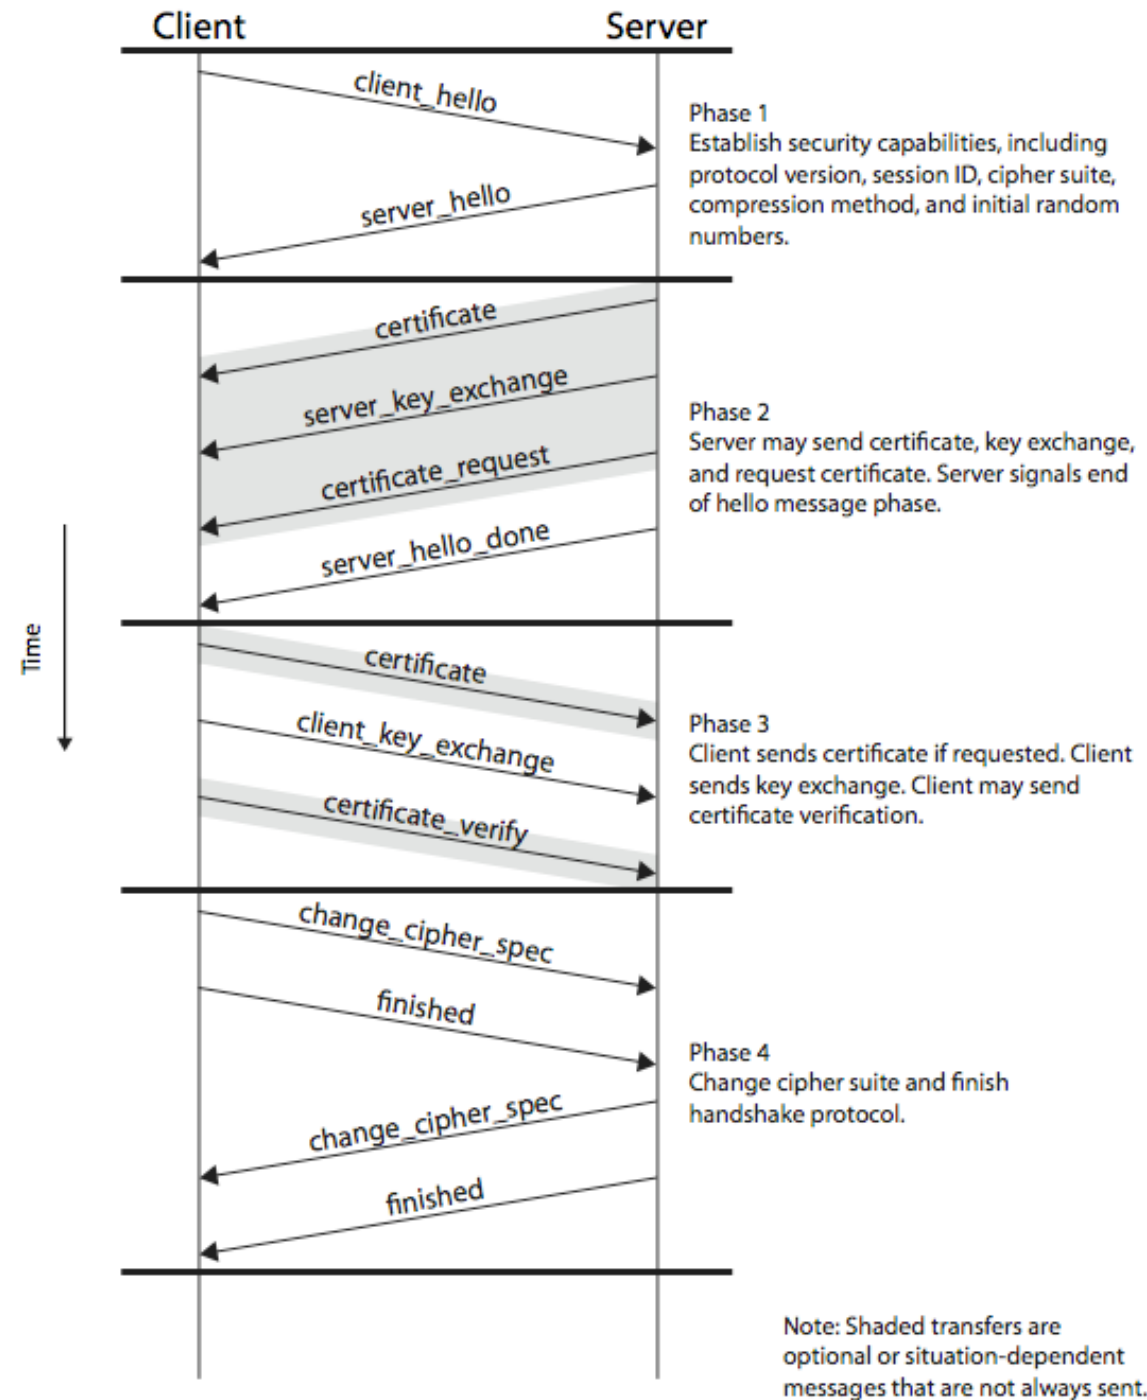 Client
Server
client_hello
Phase 1
Establish security capabilities, including
protocol version, session ID, cipher suite,
compression method, and initial random
numbers.
server_hello
certificate
server_key_exchange
Phase 2
Server may send certificate, key exchange,
and request certificate. Server signals end
of hello message phase.
certificate_request
server_hello_done
Time
certificate
client_key_exchange
Phase 3
Client sends certificate if requested. Client
sends key exchange. Client may send
certificate verification.
certificate_verify
change_cipher_spec
finished
Phase 4
Change cipher suite and finish
handshake protocol.
change_cipher_spec
finished
Note: Shaded transfers are
optional or situation-dependent
messages that are not always sent.